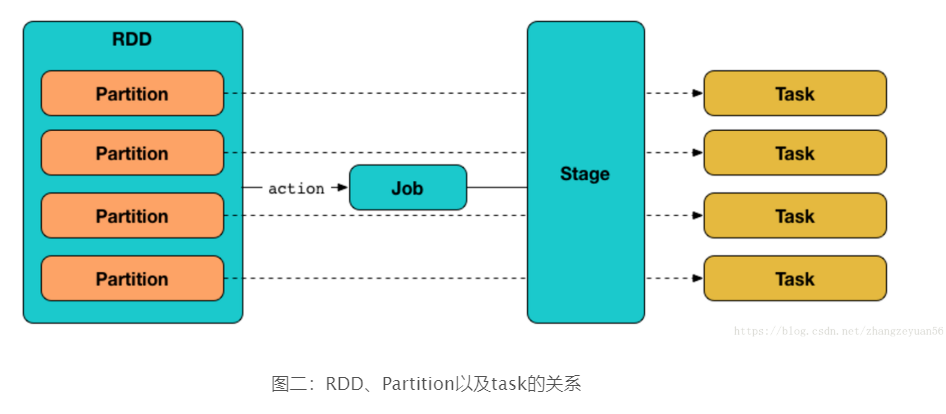 RDD
Partition
Task
Partition
Task
action
Job
Stage
Partition
Task
Partition
Task
https://blog.csdn.net/zhangzeyuan56
图二：RDD、Partition以及task的关系